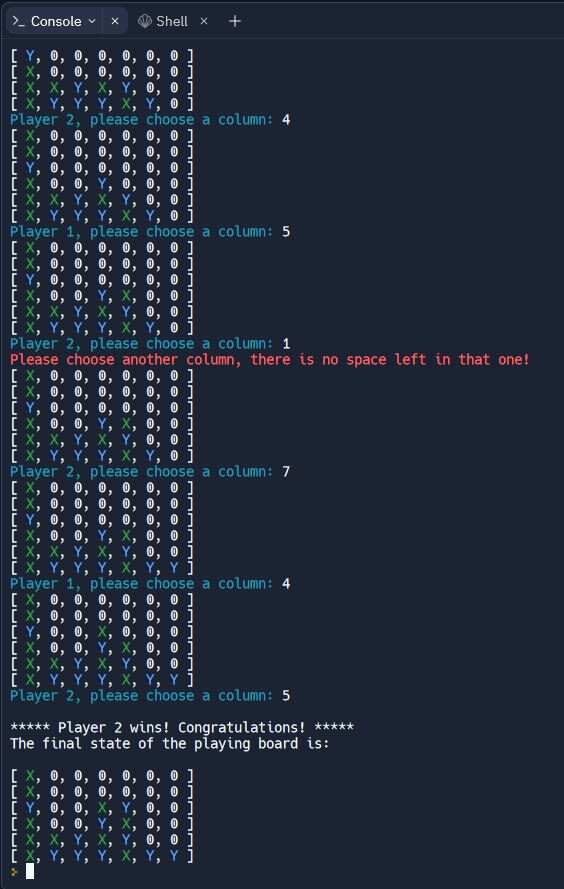 Console
Shell
[ Y, 0, 0, 0, 0, 0, 0 ]
[ X, 0, 0, 0, 0, 0, 0 ]
[ X, X, Y, X, Y, 0, 0 ]
[ X, Y, Y, Y, X, Y, 0 ]
Player 2, please choose a column: 4
[ X, 0, 0, 0, 0, 0, 0 ]
[ X, 0, 0, 0, 0, 0, 0 ]
[ Y, 0, 0, 0, 0, 0, 0 ]
[ X, 0, 0, Y, 0, 0, 0 ]
[ X, X, Y, X, Y, 0, 0 ]
[ X, Y, Y, Y, X, Y, 0 ]
Player 1, please choose a column: 5
[ X, 0, 0, 0, 0, 0, 0 ]
[ X, 0, 0, 0, 0, 0, 0 ]
[ Y, 0, 0, 0, 0, 0, 0 ]
[ X, 0, 0, Y, X, 0, 0 ]
[ X, X, Y, X, Y, 0, 0 ]
[ X, Y, Y, Y, X, Y, 0 ]
Player 2, please choose a column: 1
Please choose another column, there is no space left in that one!
[ X, 0, 0, 0, 0, 0, 0 ]
[ X, 0, 0, 0, 0, 0, 0 ]
[ Y, 0, 0, 0, 0, 0, 0 ]
[ X, 0, 0, Y, X, 0, 0 ]
[ X, X, Y, X, Y, 0, 0 ]
[ X, Y, Y, Y, X, Y, 0 ]
Player 2, please choose a column: 7
[ X, 0, 0, 0, 0, 0, 0 ]
[ X, 0, 0, 0, 0, 0, 0 ]
[ Y, 0, 0, 0, 0, 0, 0 ]
[ X, 0, 0, Y, X, 0, 0 ]
[ X, X, Y, X, Y, 0, 0 ]
[ X, Y, Y, Y, X, Y, Y ]
Player 1, please choose a column: 4
[ X, 0, 0, 0, 0, 0, 0 ]
[ X, 0, 0, 0, 0, 0, 0 ]
[ Y, 0, 0, X, 0, 0, 0 ]
[ X, 0, 0, Y, X, 0, 0 ]
[ X, X, Y, X, Y, 0, 0 ]
[ X, Y, Y, Y, X, Y, Y ]
Player 2, please choose a column: 5
***** Player 2 wins! Congratulations! *****
The final state of the playing board is:
[ X, 0, 0, 0, 0, 0, 0 ]
[ X, 0, 0, 0, 0, 0, 0 ]
[ Y, 0, 0, X, Y, 0, 0 ]
[ X, 0, 0, Y, X, 0, 0 ]
[ X, X, Y, X, Y, 0, 0 ]
[ X, Y, Y, Y, X, Y, Y ]